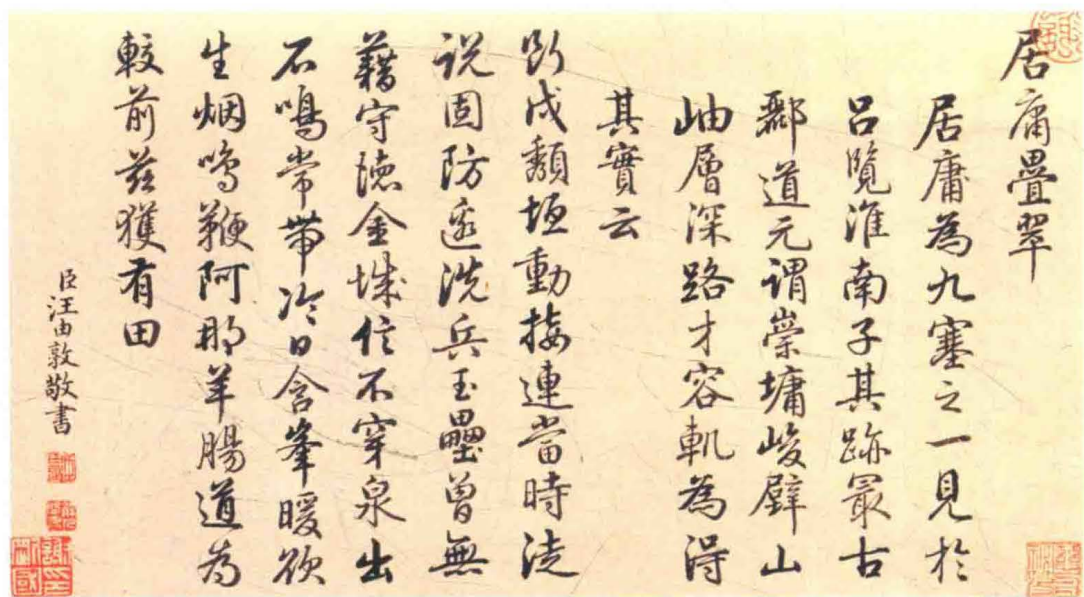 居庸疊翠
居庸為九塞之一見於
呂覽淮南子其跡最古
酈道元謂崇墉峻壁山
岫層深路才容軌為得
其實云
斷戍頹垣動接連當時徒
說固防邊洗兵玉壘曾無
藉守德金城信不穿泉出
石鳴常帶冷日含峯暖欲
生烟鳴鞭阿那羊腸道為
較前茲獲有田
臣汪由敦敬書